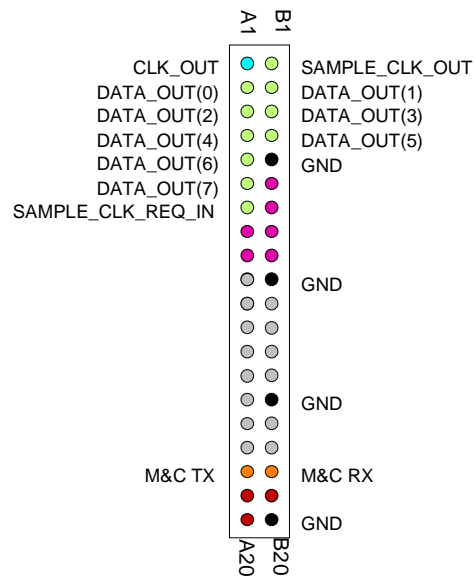 A1 B1
CLK_OUT SAMPLE_CLK_OUT
DATA_OUT(0) DATA_OUT(1)
DATA_OUT(2) DATA_OUT(3)
DATA_OUT(4) DATA_OUT(5)
DATA_OUT(6) GND
DATA_OUT(7)
SAMPLE_CLK_REQ_IN
GND
GND
M&C TX M&C RX
GND
A20 B20